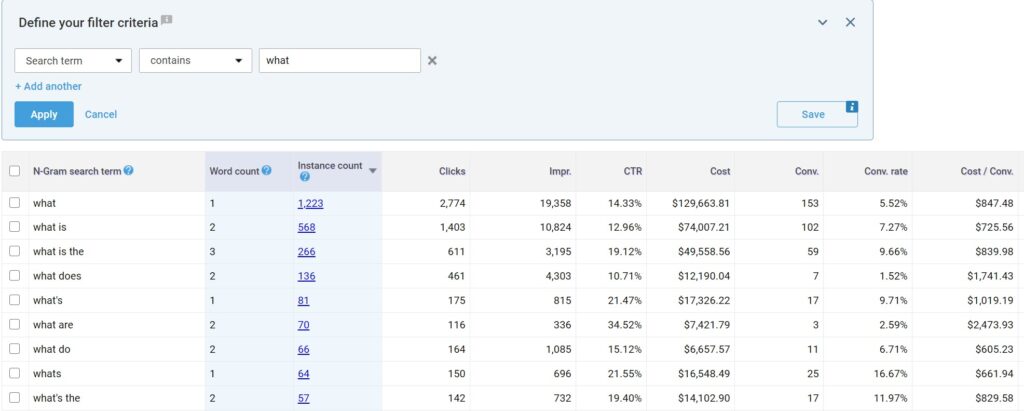 Define your filter criteria
Search term contains what
+ Add another
Apply Cancel Save
N-Gram search term Word count Instance count Clicks Impr. CTR Cost Conv. Conv. rate Cost / Conv.
what 1 1,223 2,774 19,358 14.33% $129,663.81 153 5.52% $847.48
what is 2 568 1,403 10,824 12.96% $74,007.21 102 7.27% $725.56
what is the 3 266 611 3,195 19.12% $49,558.56 59 9.66% $839.98
what does 2 136 461 4,303 10.71% $12,190.04 7 1.52% $1,741.43
what's 1 81 175 815 21.47% $17,326.22 17 9.71% $1,019.19
what are 2 70 116 336 34.52% $7,421.79 3 2.59% $2,473.93
what do 2 66 164 1,085 15.12% $6,657.57 11 6.71% $605.23
whats 1 64 150 696 21.55% $16,548.49 25 16.67% $661.94
what's the 2 57 142 732 19.40% $14,102.90 17 11.97% $829.58